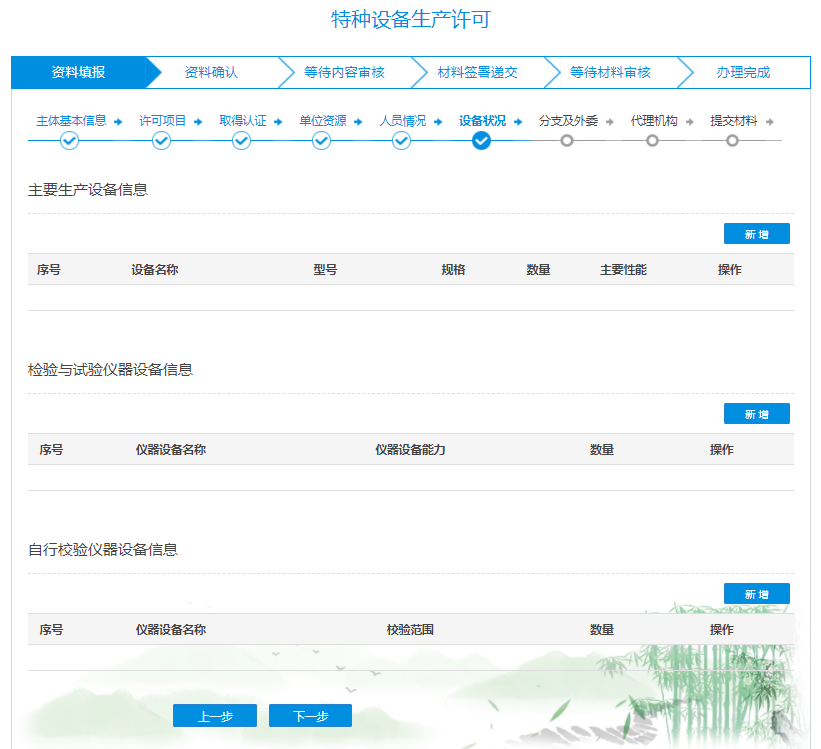 特种设备生产许可
资料填报 资料确认 等待内容审核 材料签署递交 等待材料审核 办理完成
主体基本信息 许可项目 取得认证 单位资源 人员情况 设备状况 分支及外委 代理机构 提交材料
主要生产设备信息
新 增
序号 设备名称 型号 规格 数量 主要性能 操作
检验与试验仪器设备信息
新 增
序号 仪器设备名称 仪器设备能力 数量 操作
自行校验仪器设备信息
新 增
序号 仪器设备名称 校验范围 数量 操作
上一步 下一步